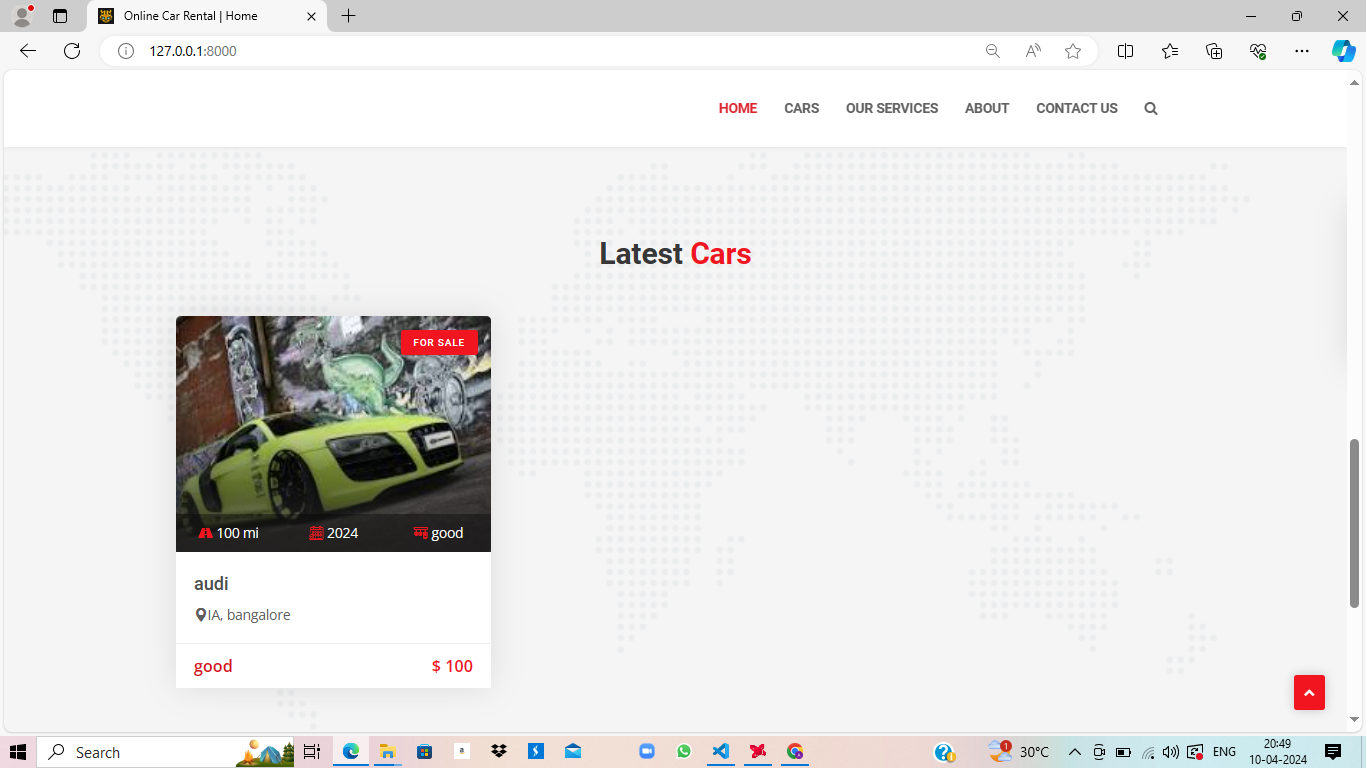 Online Car Rental | Home
127.0.0.1:8000
HOME CARS OUR SERVICES ABOUT CONTACT US
Latest Cars
FOR SALE
100 mi 2024 good
audi
IA, bangalore
good $ 100
Search
a
1 30°C ENG 20:49
10-04-2024